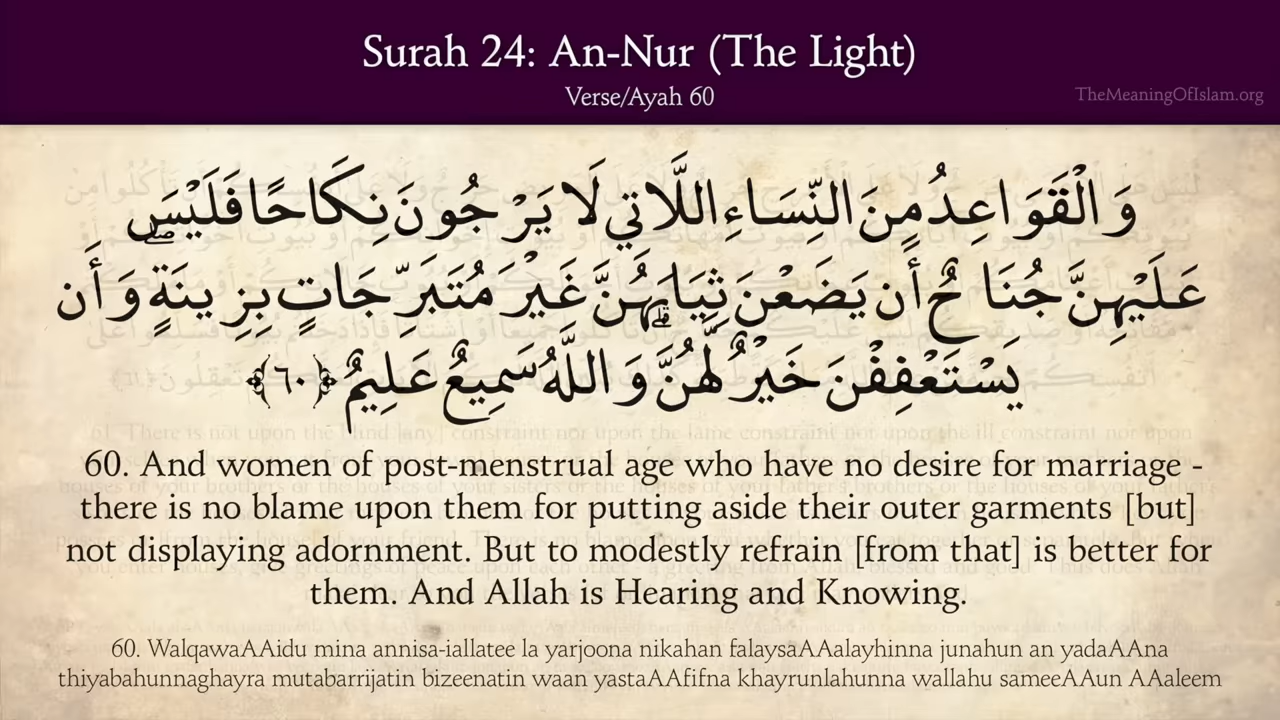 Surah 24: An-Nur (The Light)
Verse/Ayah 60
TheMeaningOfIslam.org
وَالْقَوَاعِدُ مِنَ النِّسَاءِ اللَّاتِي لَا يَرْجُونَ نِكَاحًا فَلَيْسَ
عَلَيْهِنَّ جُنَاحٌ أَن يَضَعْنَ ثِيَابَهُنَّ غَيْرَ مُتَبَرِّجَاتٍ بِزِينَةٍ ۖ وَأَن
يَسْتَعْفِفْنَ خَيْرٌ لَّهُنَّ ۗ وَاللَّهُ سَمِيعٌ عَلِيمٌ ﴿٦٠﴾
60. And women of post-menstrual age who have no desire for marriage -
there is no blame upon them for putting aside their outer garments [but]
not displaying adornment. But to modestly refrain [from that] is better for
them. And Allah is Hearing and Knowing.
60. WalqawaAAidu mina annisa-iallatee la yarjoona nikahan falaysaAAalayhinna junahun an yadaAAna
thiyabahunnaghayra mutabarrijatin bizeenatin waan yastaAAfifna khayrunlahunna wallahu sameeAAun AAaleem